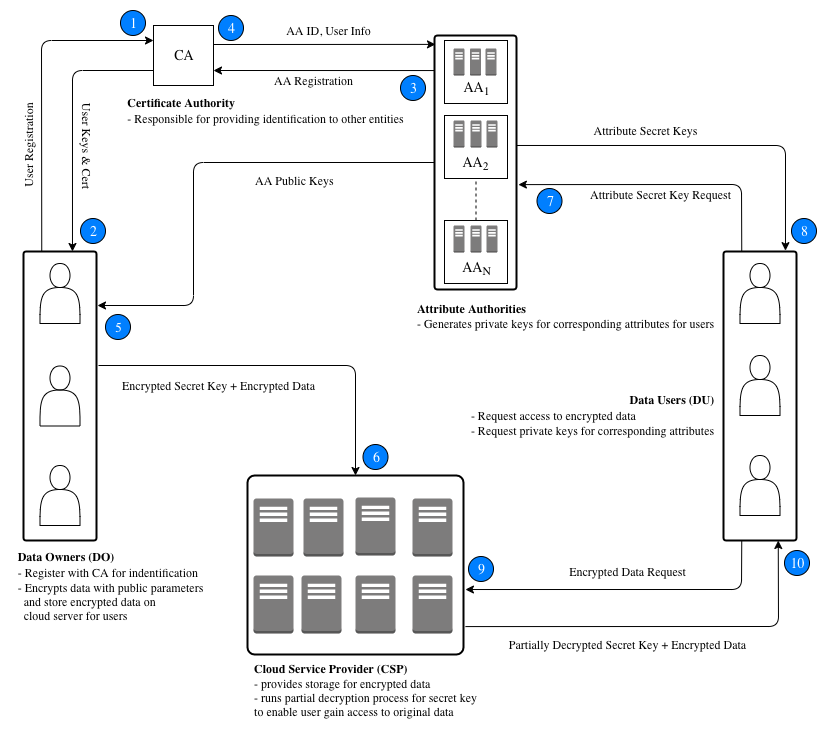 1
4
CA
AA ID, User Info
AA Registration
3
AA1
Certificate Authority
- Responsible for providing identification to other entities
User Registration
User Keys & Cert
AA2
Attribute Secret Keys
AA Public Keys
Attribute Secret Key Request
7
2
8
AAN
Attribute Authorities
- Generates private keys for corresponding attributes for users
5
Encrypted Secret Key + Encrypted Data
Data Users (DU)
- Request access to encrypted data
- Request private keys for corresponding attributes
6
Data Owners (DO)
- Register with CA for indentification
- Encrypts data with public parameters
and store encrypted data on
cloud server for users
9
Encrypted Data Request
10
Partially Decrypted Secret Key + Encrypted Data
Cloud Service Provider (CSP)
- provides storage for encrypted data
- runs partial decryption process for secret key
to enable user gain access to original data